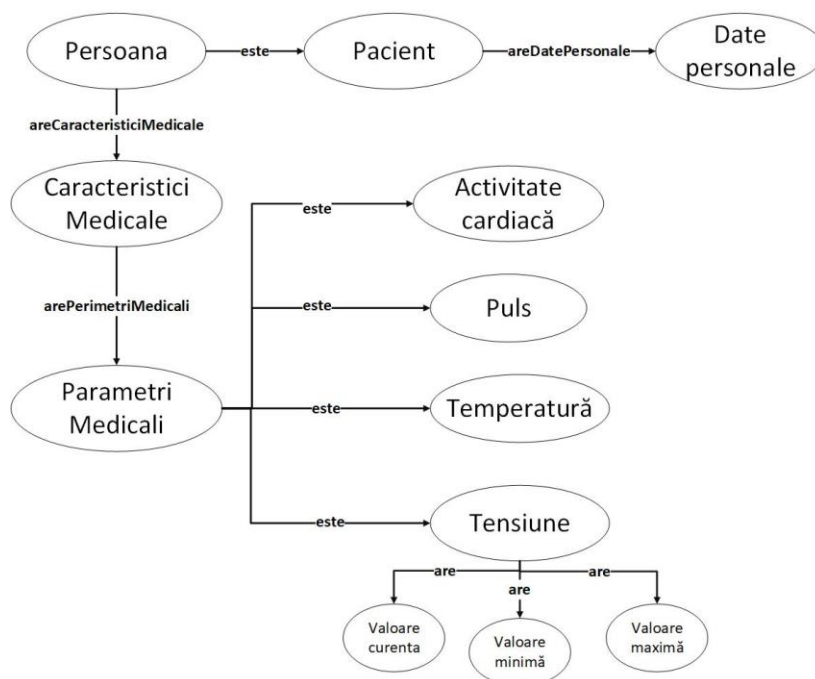 Persoana
este
Pacient
areDatePersonale
Date
personale
areCaracteristiciMedicale
Caracteristici
Medicale
este
Activitate
cardiacă
arePerimetriMedicali
este
Puls
Parametri
Medicali
este
Temperatură
este
Tensiune
are
are
are
Valoare
curenta
Valoare
minimă
Valoare
maximă